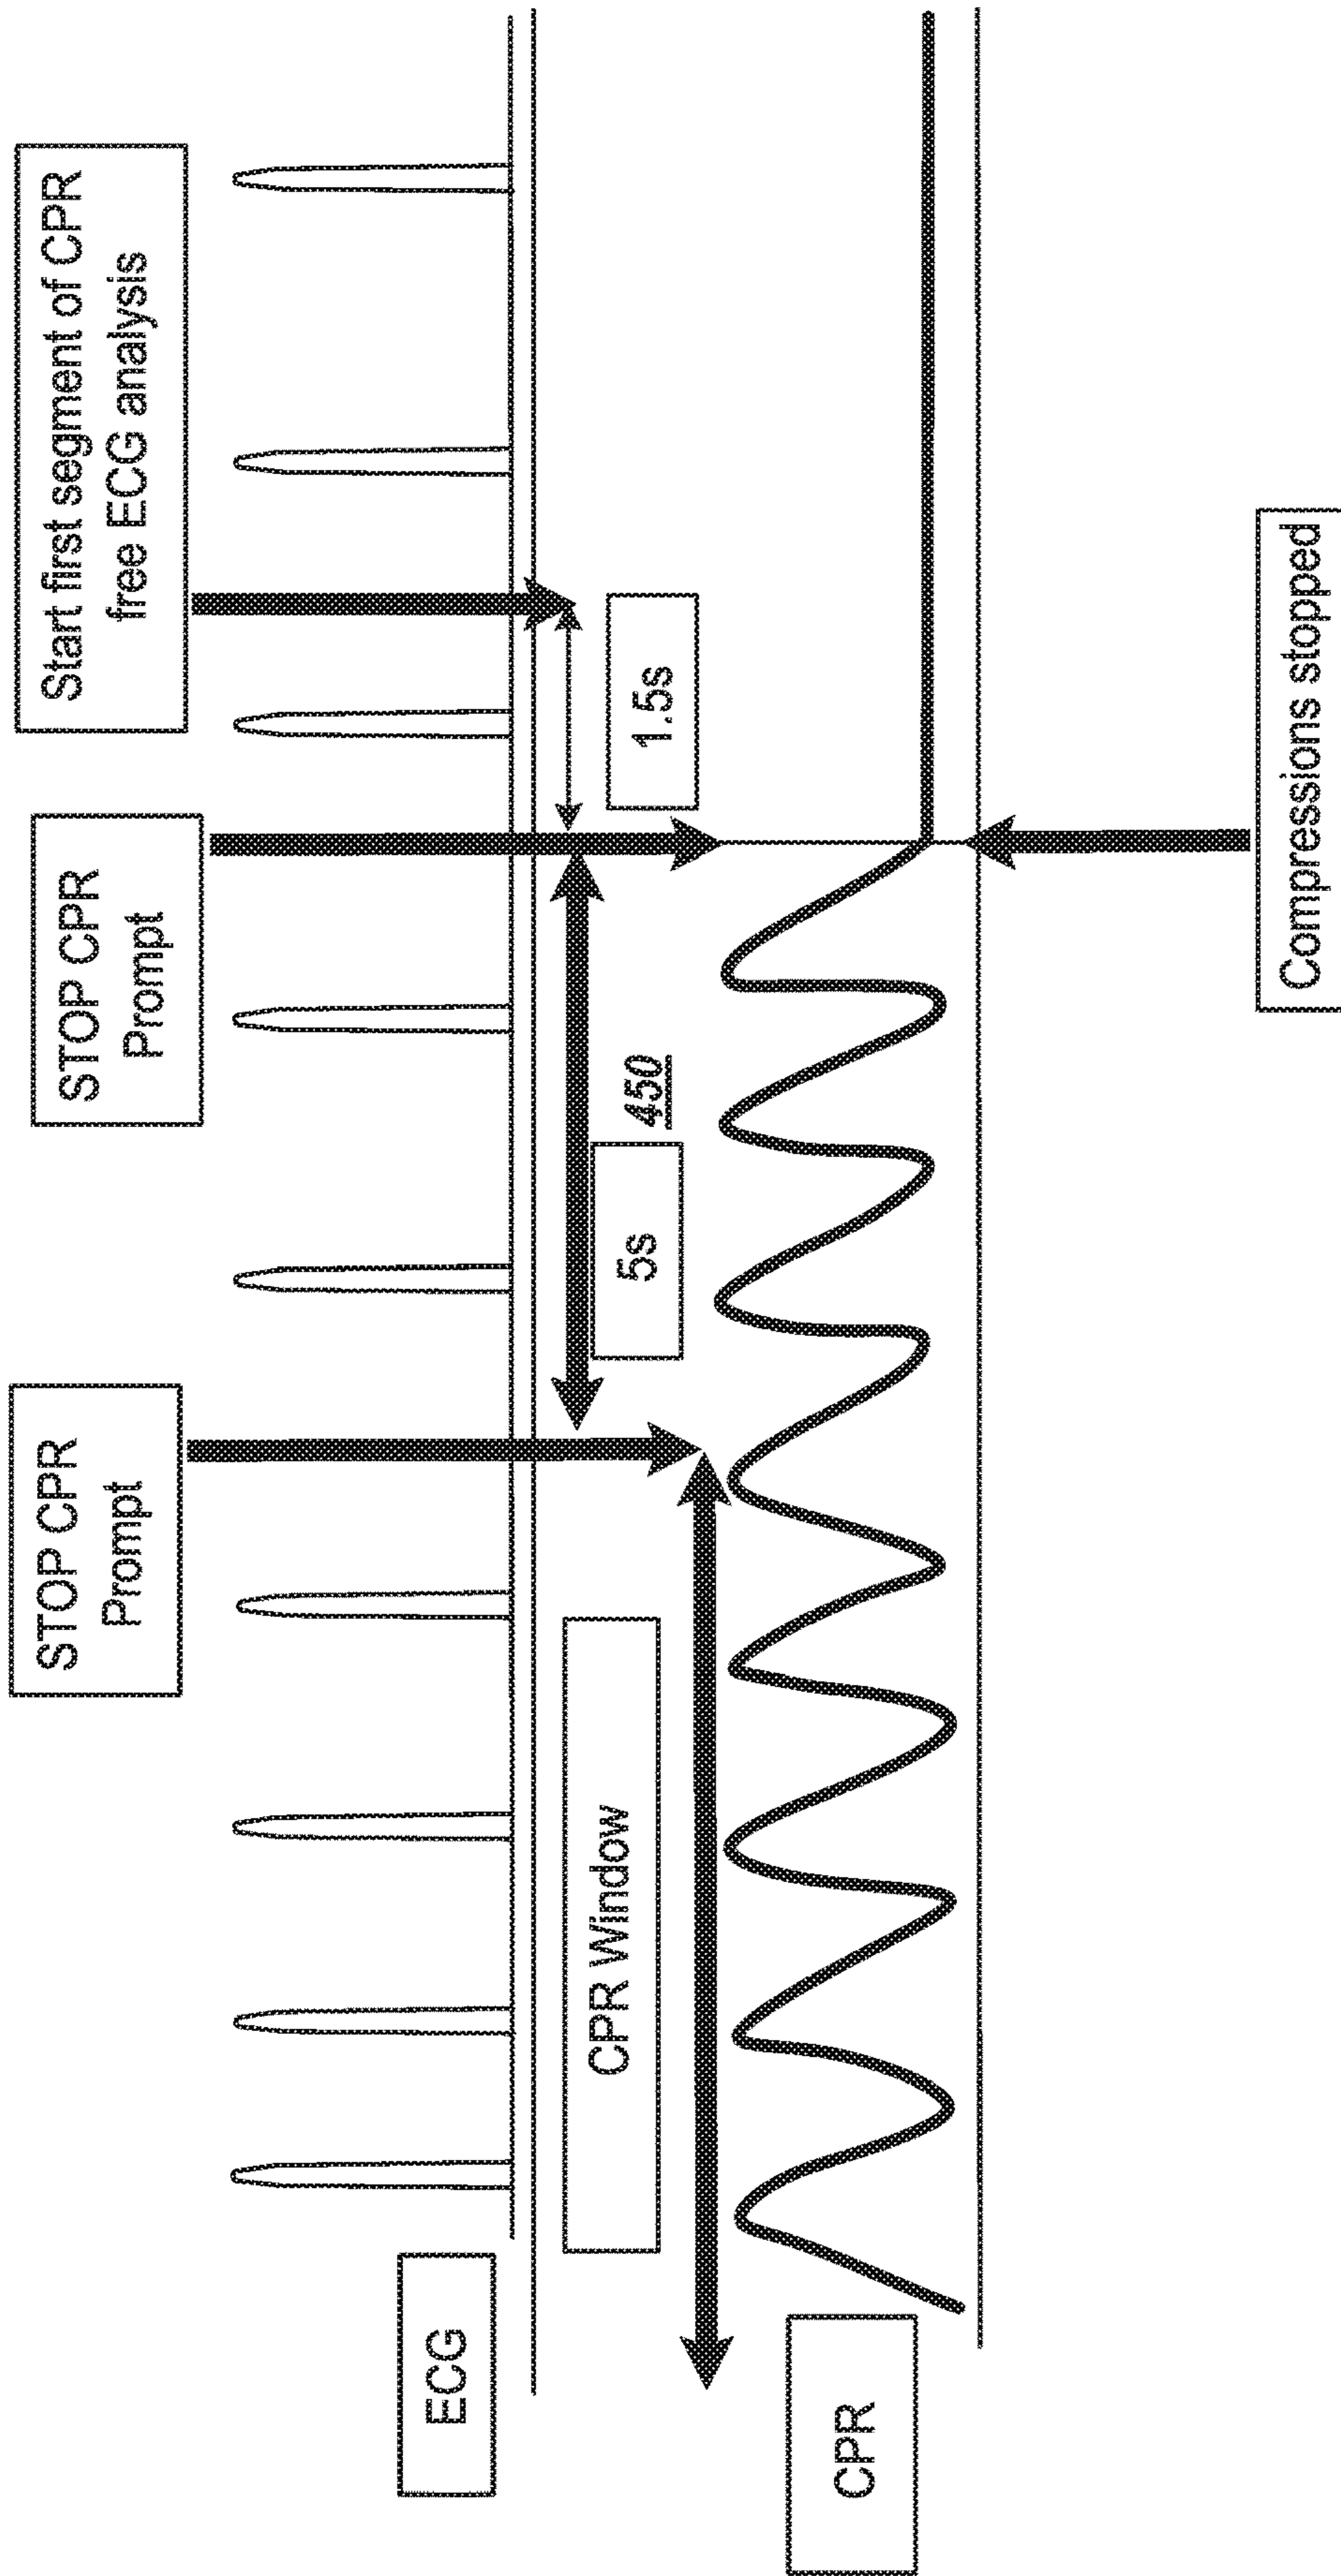 STOP CPR
Prompt
STOP CPR
Prompt
Start first segment of CPR
free ECG analysis
ECG
CPR Window
5s
450
1.5s
CPR
Compressions stopped